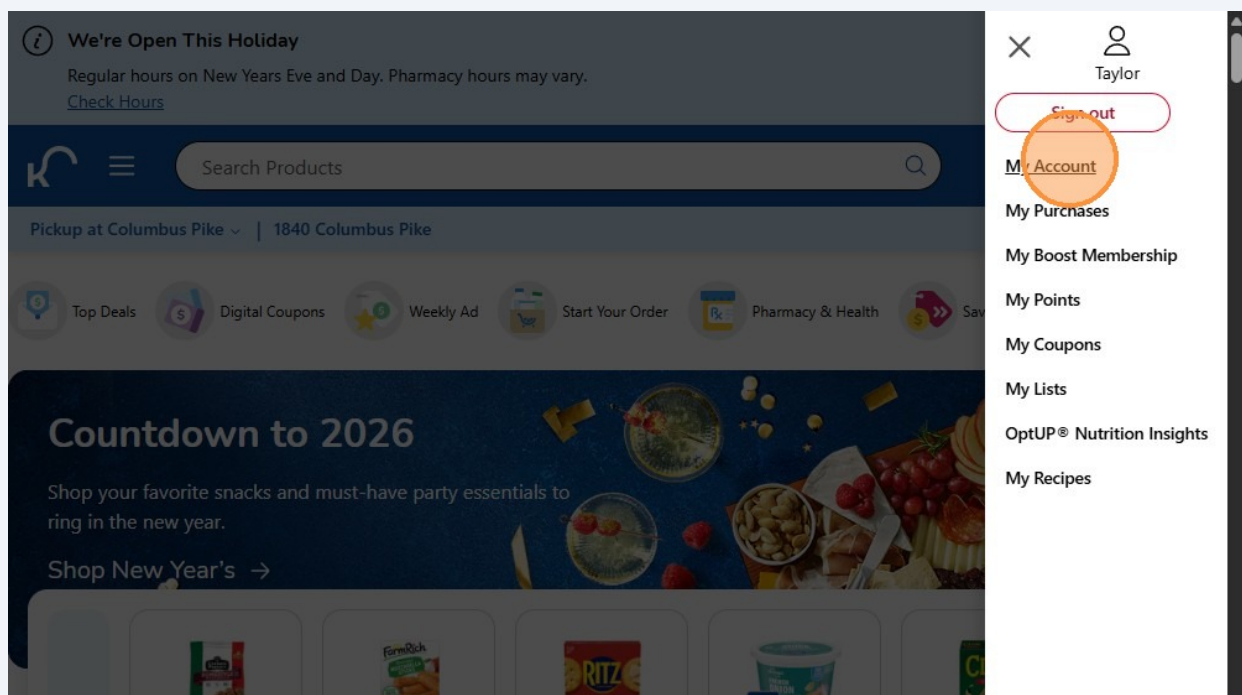 We're Open This Holiday
Regular hours on New Years Eve and Day. Pharmacy hours may vary.
Check Hours
Search Products
Pickup at Columbus Pike | 1840 Columbus Pike
Top Deals
Digital Coupons
Weekly Ad
Start Your Order
Pharmacy & Health
Sav
Countdown to 2026
Shop your favorite snacks and must-have party essentials to
ring in the new year.
Shop New Year's →
FarmRich
RITZ
Taylor
Sign out
My Account
My Purchases
My Boost Membership
My Points
My Coupons
My Lists
OptUP® Nutrition Insights
My Recipes